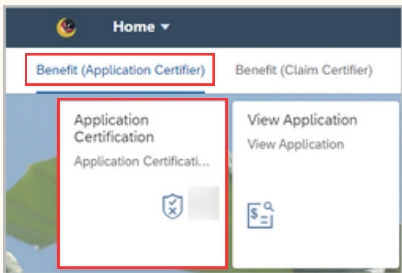 Home
Benefit (Application Certifier) Benefit (Claim Certifier)
Application
Certification
Application Certificati...
View Application
View Application